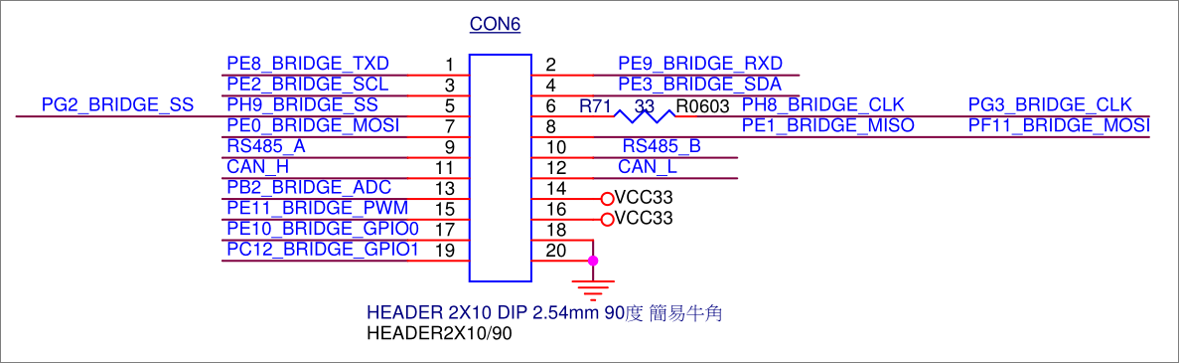 CON6
PE8_BRIDGE_TXD 1 2 PE9_BRIDGE_RXD
PE2_BRIDGE_SCL 3 4 PE3_BRIDGE_SDA
PG2_BRIDGE_SS PH9_BRIDGE_SS 5 6 R71 33 R0603 PH8_BRIDGE_CLK PG3_BRIDGE_CLK
PE0_BRIDGE_MOSI 7 8 PE1_BRIDGE_MISO PF11_BRIDGE_MOSI
RS485_A 9 10 RS485_B
CAN_H 11 12 CAN_L
PB2_BRIDGE_ADC 13 14 VCC33
PE11_BRIDGE_PWM 15 16 VCC33
PE10_BRIDGE_GPIO0 17 18
PC12_BRIDGE_GPIO1 19 20
HEADER 2X10 DIP 2.54mm 90度 簡易牛角
HEADER2X10/90